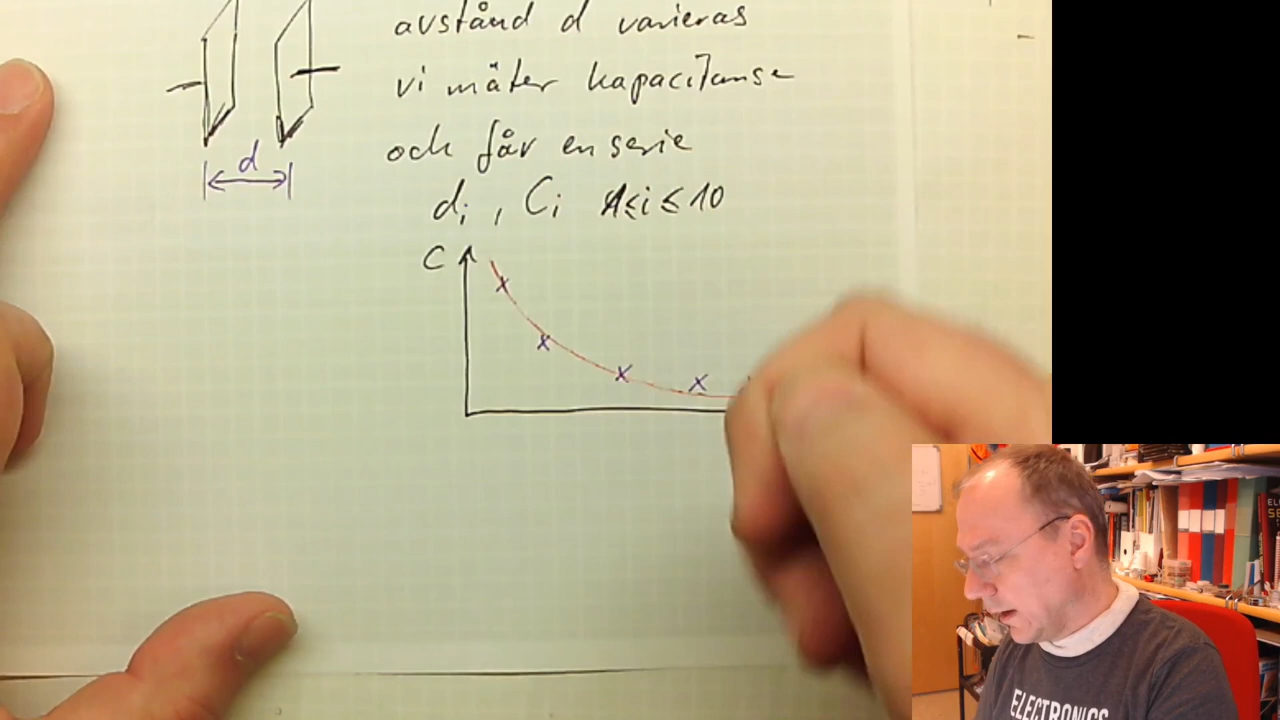 avstånd d varieras
vi mäter kapacitanse
och får en serie
d
di , Ci 1≤i≤10
C
ELECTRONICS